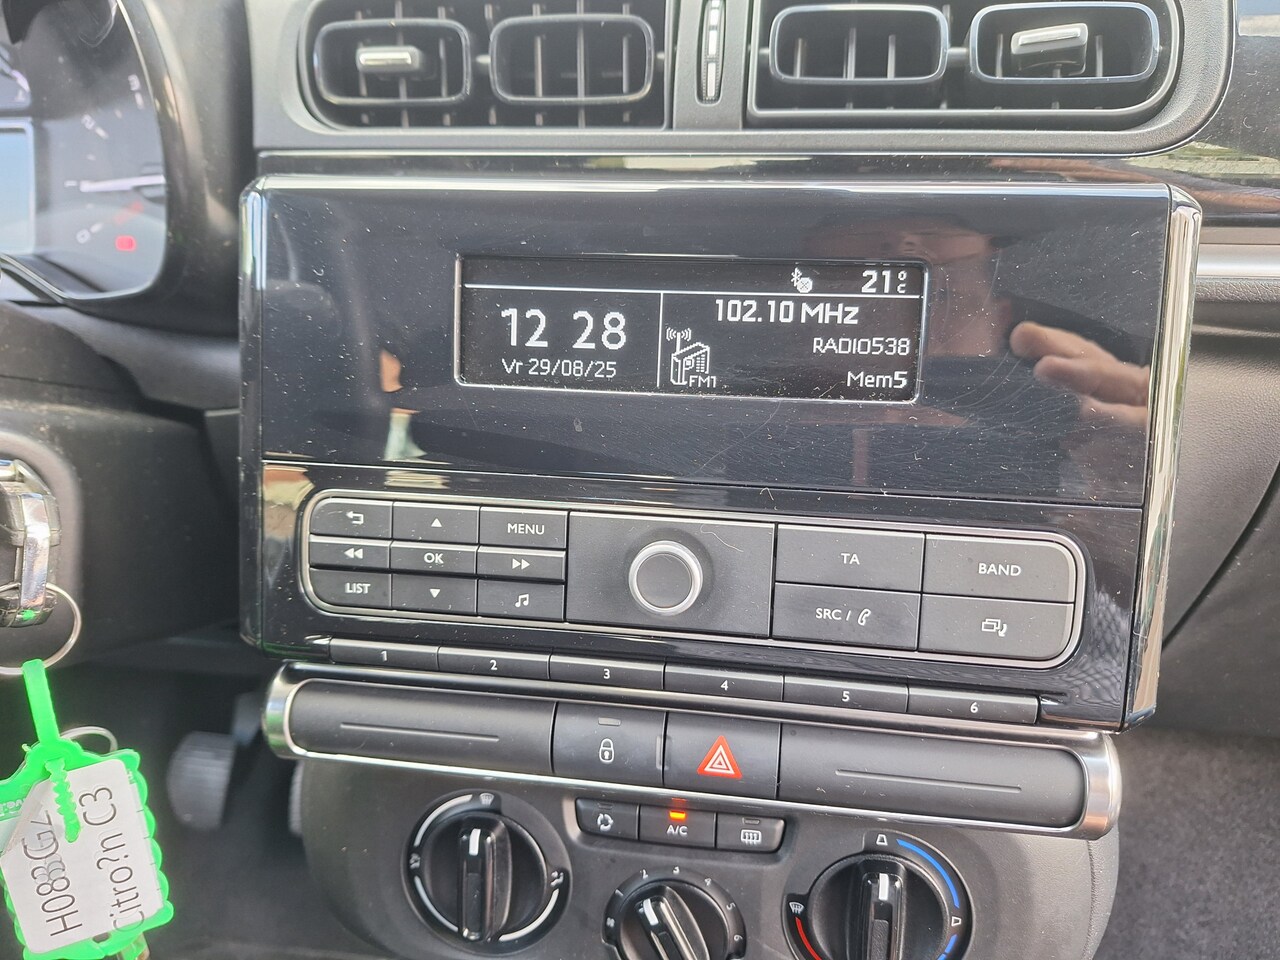 21°C
102.10 MHz
12 28
RADIO538
Vr 29/08/25
FM1
Mem5
MENU
OK
LIST
TA
BAND
SRC /
1
2
3
4
5
6
A/C
Citro?n C3